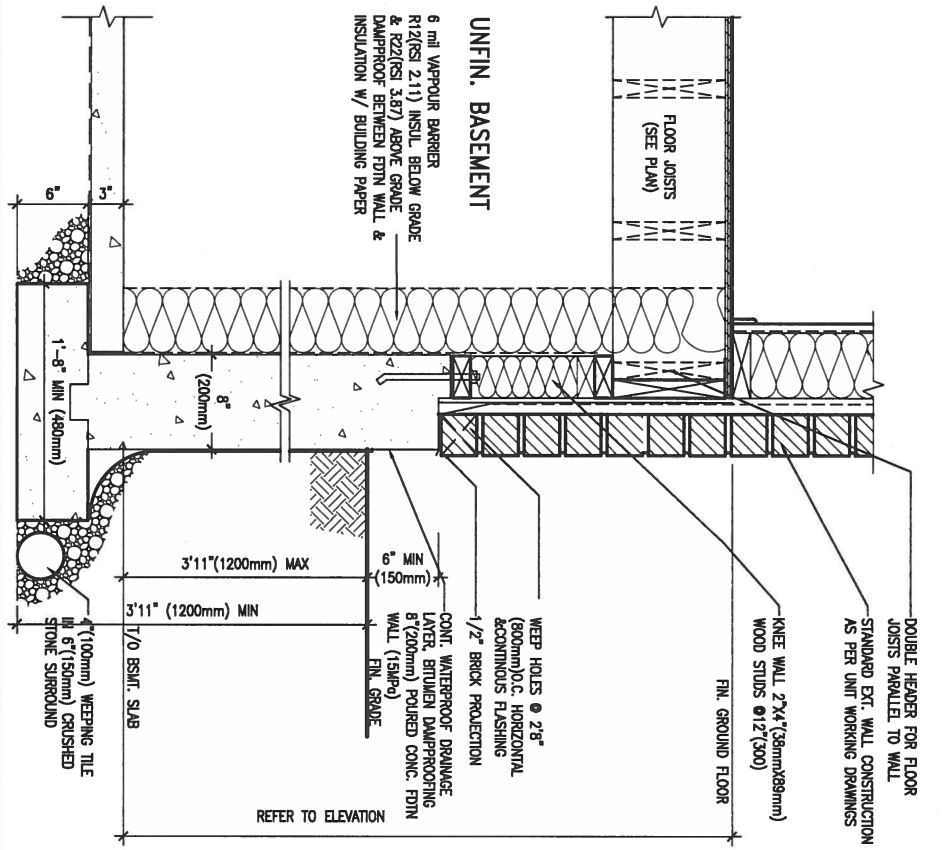 UNFIN. BASEMENT
6 mil VAPPOUR BARRIER
R12(RSI 2.11) INSUL BELOW GRADE
& R22(RSI 3.87) ABOVE GRADE
DAMPPROOF BETWEEN FDTN WALL &
INSULATION W/ BUILDING PAPER
FLOOR JOISTS
(SEE PLAN)
6"
3"
1'-8" MIN (480mm)
8"
(200mm)
DOUBLE HEADER FOR FLOOR
JOISTS PARALLEL TO WALL
STANDARD EXT. WALL CONSTRUCTION
AS PER UNIT WORKING DRAWINGS
KNEE WALL 2"X4"(38mmX89mm)
WOOD STUDS @12"(300)
FIN. GROUND FLOOR
WEEP HOLES @ 2'8"
(800mm)O.C. HORIZONTAL
&CONTINOUS FLASHING
1/2" BRICK PROJECTION
CONT. WATERPROOF DRAINAGE
LAYER, BITUMEN DAMPPROOFING
8"(200mm) POURED CONC. FDTN
WALL (15MPa)
FIN. GRADE
6" MIN
(150mm)
3'11"(1200mm) MAX
3'11" (1200mm) MIN
T/O BSMT. SLAB
4"(100mm) WEEPING TILE
IN 6"(150mm) CRUSHED
STONE SURROUND
REFER TO ELEVATION